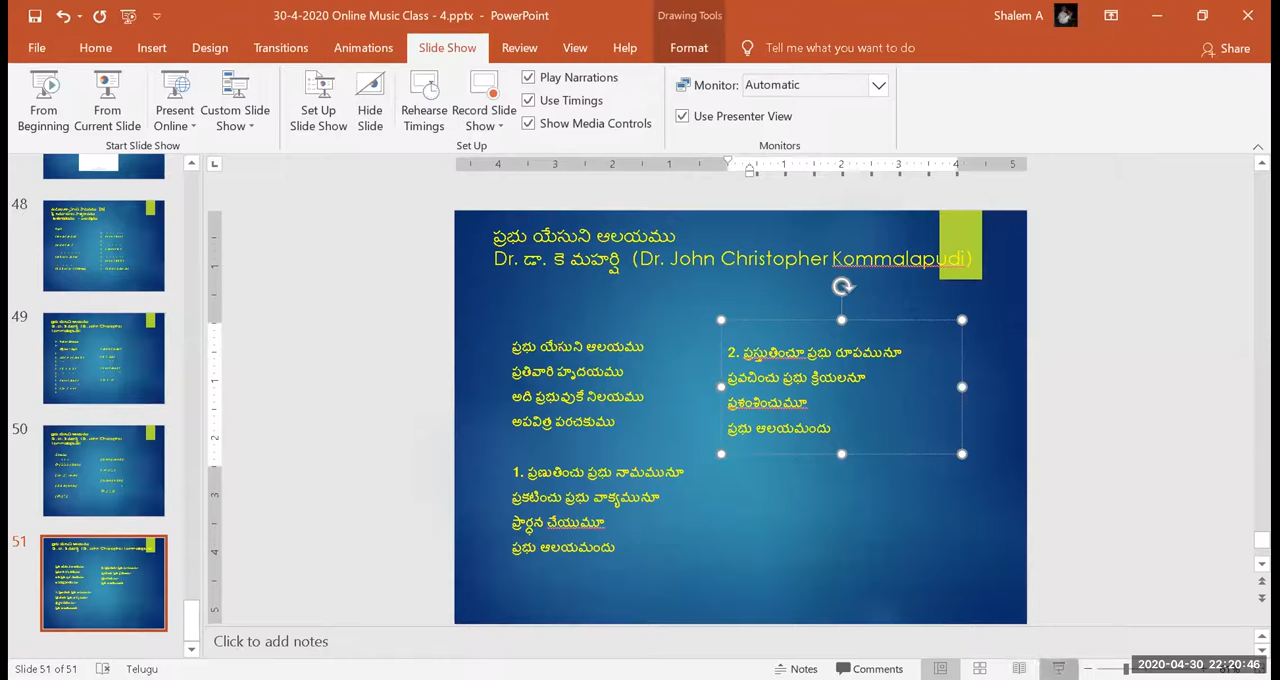 30-4-2020 Online Music Class - 4.pptx - PowerPoint
Drawing Tools
Shalem A
File Home Insert Design Transitions Animations Slide Show Review View Help Format Tell me what you want to do Share
From Beginning
From Current Slide
Present Online
Custom Slide Show
Start Slide Show
Set Up Slide Show
Hide Slide
Rehearse Timings
Record Slide Show
Play Narrations
Use Timings
Show Media Controls
Set Up
Monitor: Automatic
Use Presenter View
Monitors
48
49
50
51
ప్రభు యేసుని ఆలయము
Dr. డా. కె మహర్షి (Dr. John Christopher Kommalapudi)
ప్రభు యేసుని ఆలయము
ప్రతివారి హృదయము
అది ప్రభువుకే నిలయము
అపవిత్ర పరచకుము
1. ప్రణుతించు ప్రభు నామమునూ
ప్రకటించు ప్రభు వాక్యమునూ
ప్రార్ధన చేయుమూ
ప్రభు ఆలయమందు
2. ప్రస్తుతించూ ప్రభు రూపమునూ
ప్రవచించు ప్రభు క్రియలనూ
ప్రశంశించుమూ
ప్రభు ఆలయమందు
Click to add notes
Slide 51 of 51 Telugu Notes Comments
2020-04-30 22:20:46